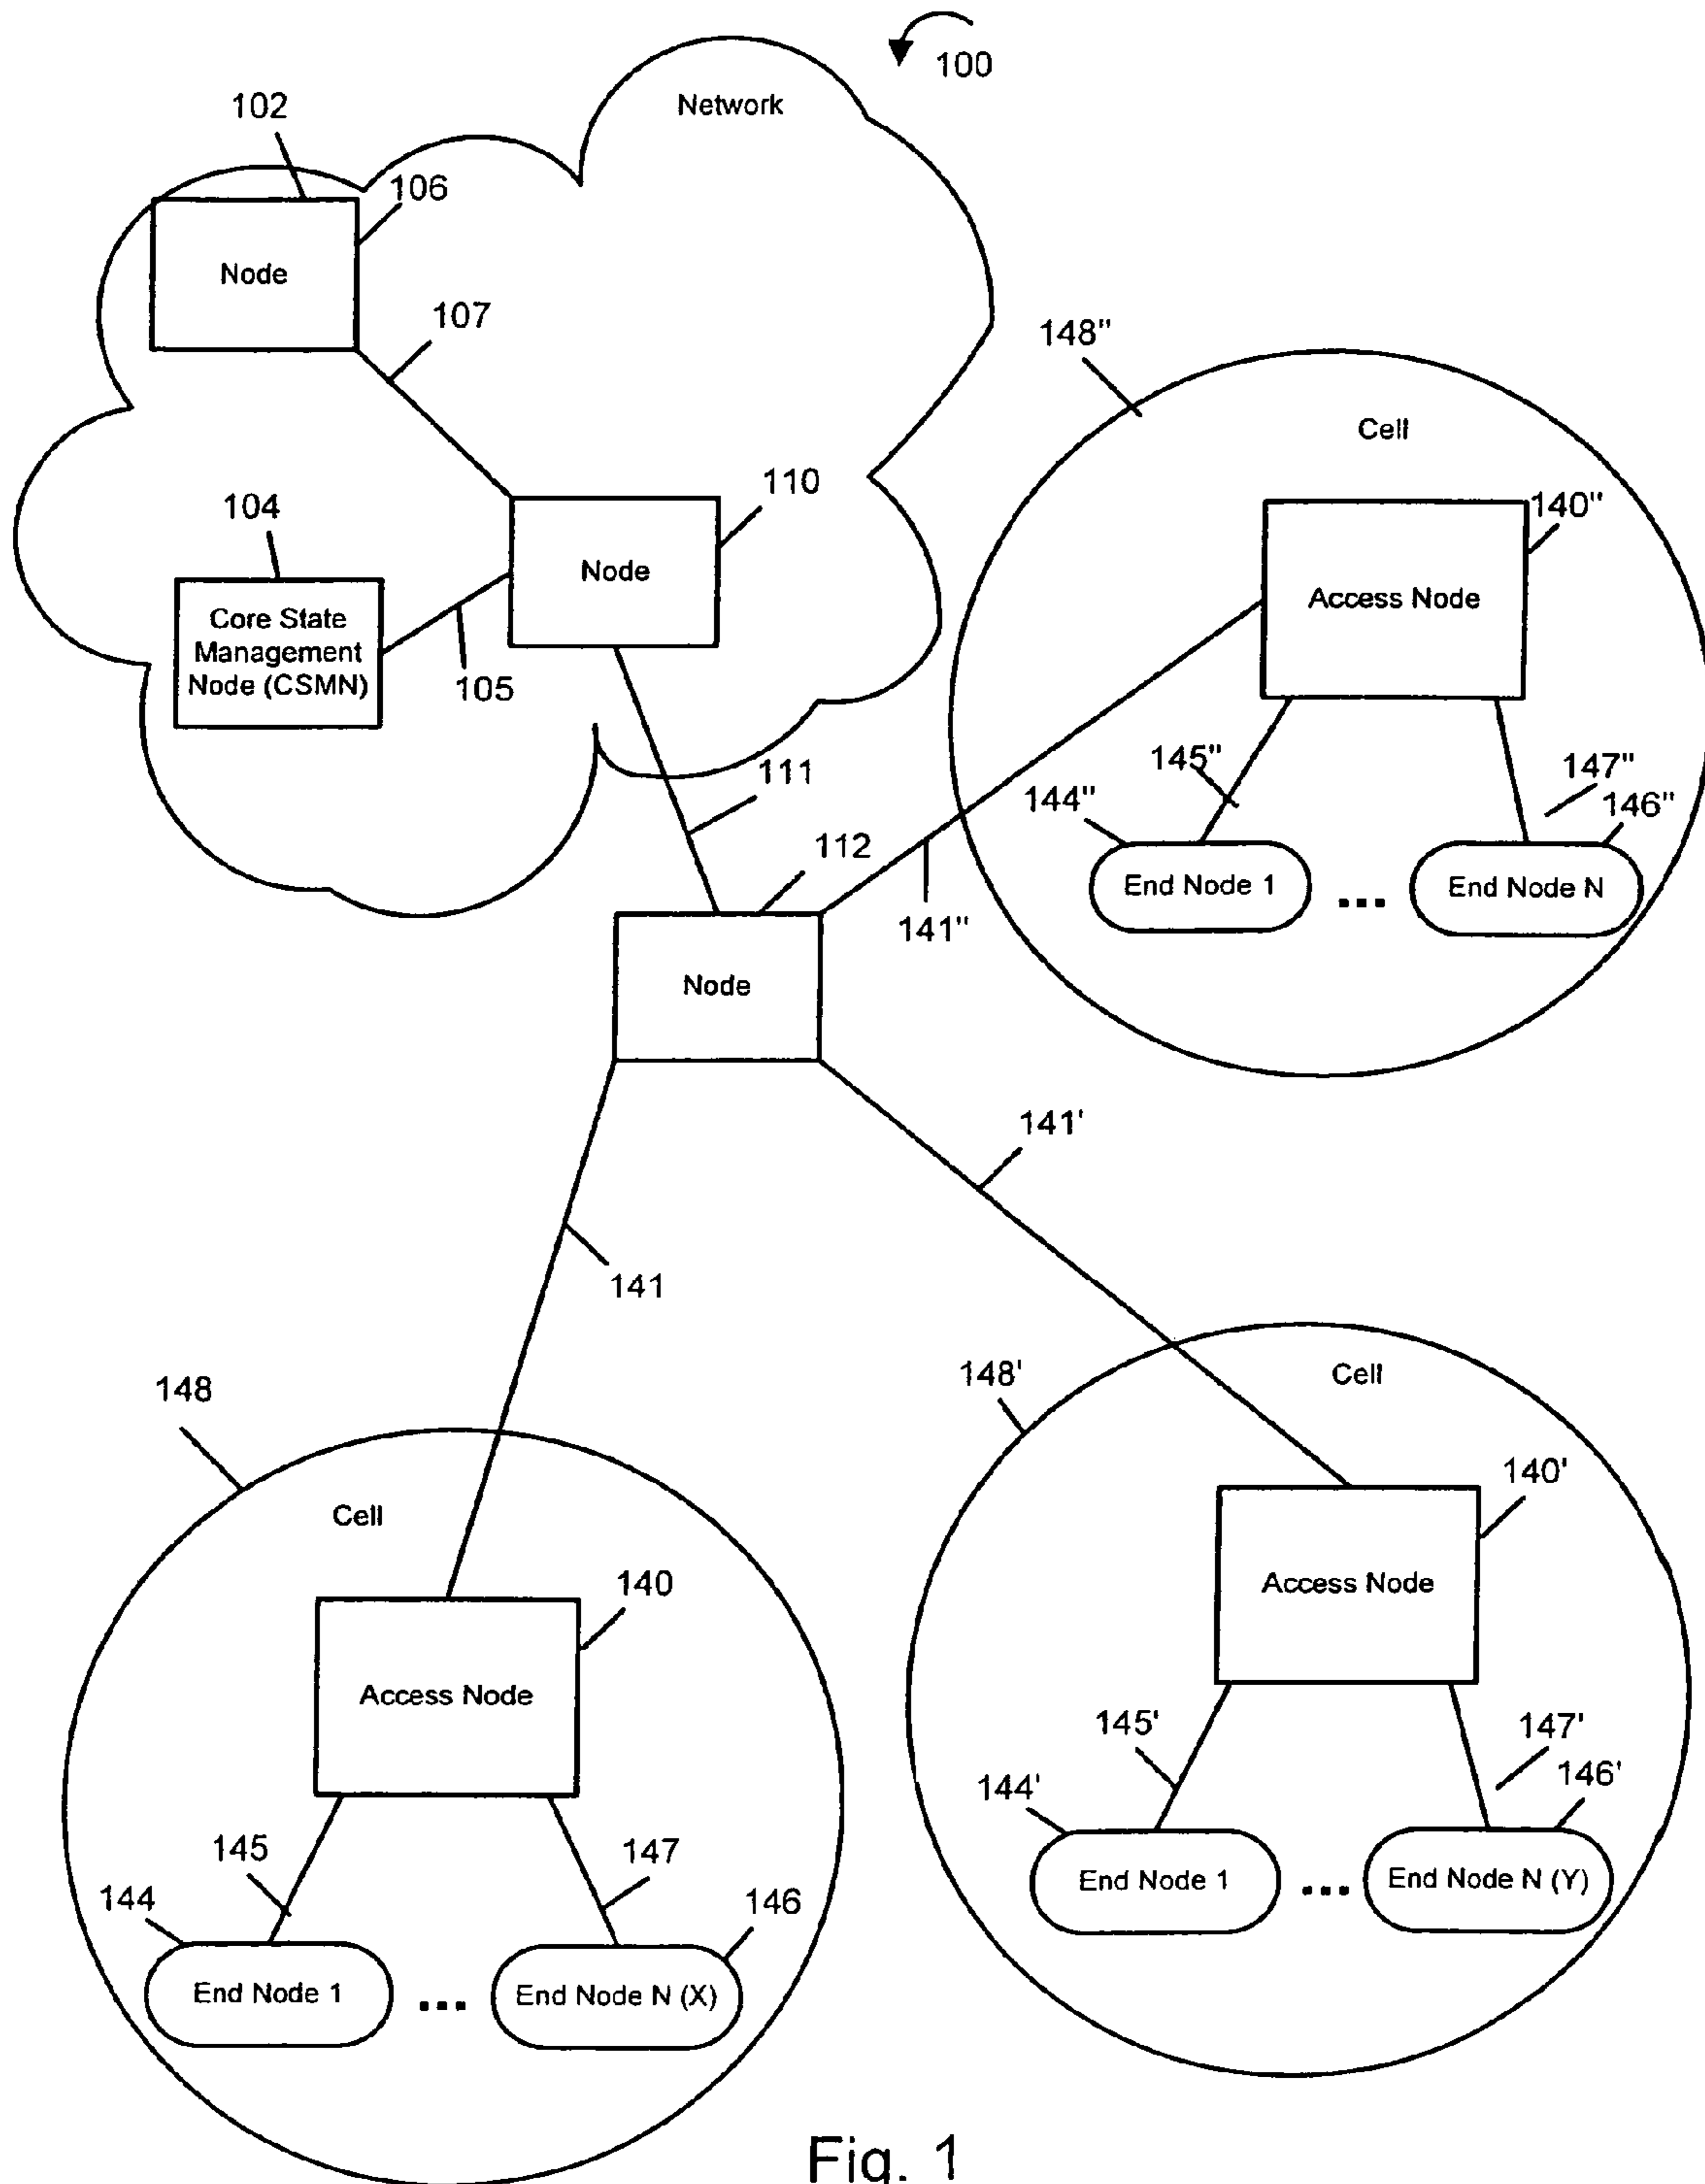 100
Network
102
106
Node
107
148"
Cell
110
140"
104
Node
Access Node
Core State
Management
Node (CSMN)
105
145"
147"
111
144"
146"
112
End Node 1
...
End Node N
141"
Node
141'
141
148'
Cell
148
140'
Cell
140
Access Node
Access Node
145'
147'
144'
146'
145
147
End Node 1
...
End Node N (Y)
144
146
End Node 1
...
End Node N (X)
Fig. 1